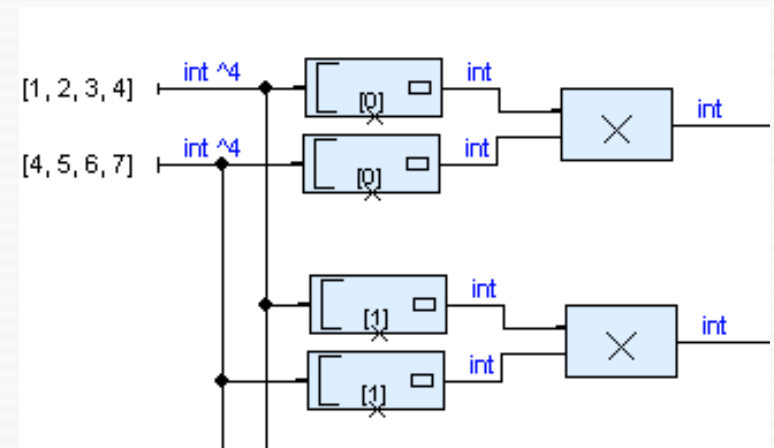 int ^4
int
[1, 2, 3, 4]
[0]
int
int ^4
int
[4, 5, 6, 7]
[0]
int
[1]
int
int
[1]